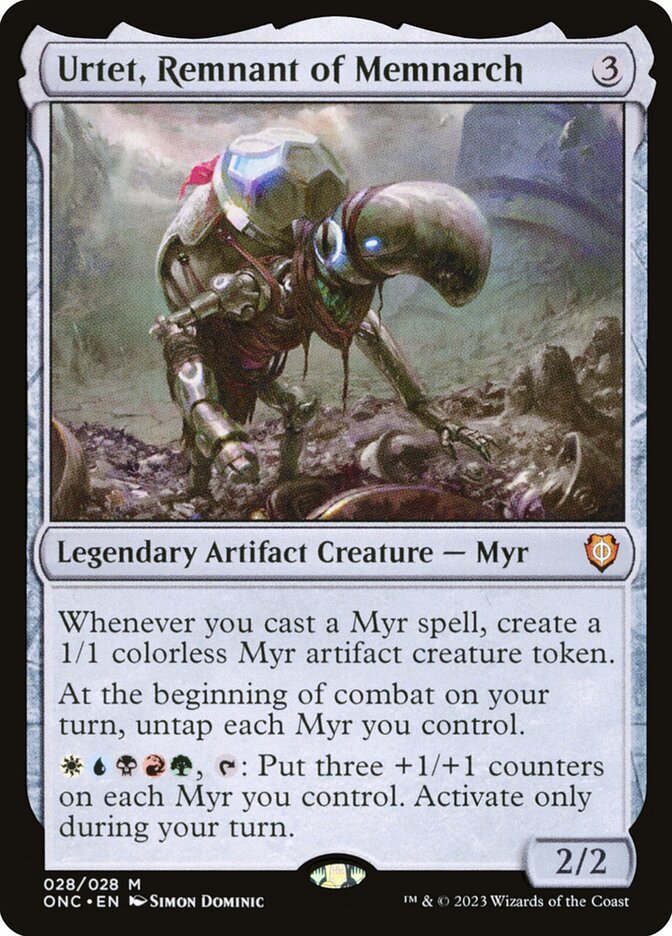 Urtet, Remnant of Memnarch 3
Legendary Artifact Creature — Myr
Whenever you cast a Myr spell, create a
1/1 colorless Myr artifact creature token.
At the beginning of combat on your
turn, untap each Myr you control.
, : Put three +1/+1 counters
on each Myr you control. Activate only
during your turn.
2/2
028/028 M
ONC • EN Simon Dominic
™ & © 2023 Wizards of the Coast